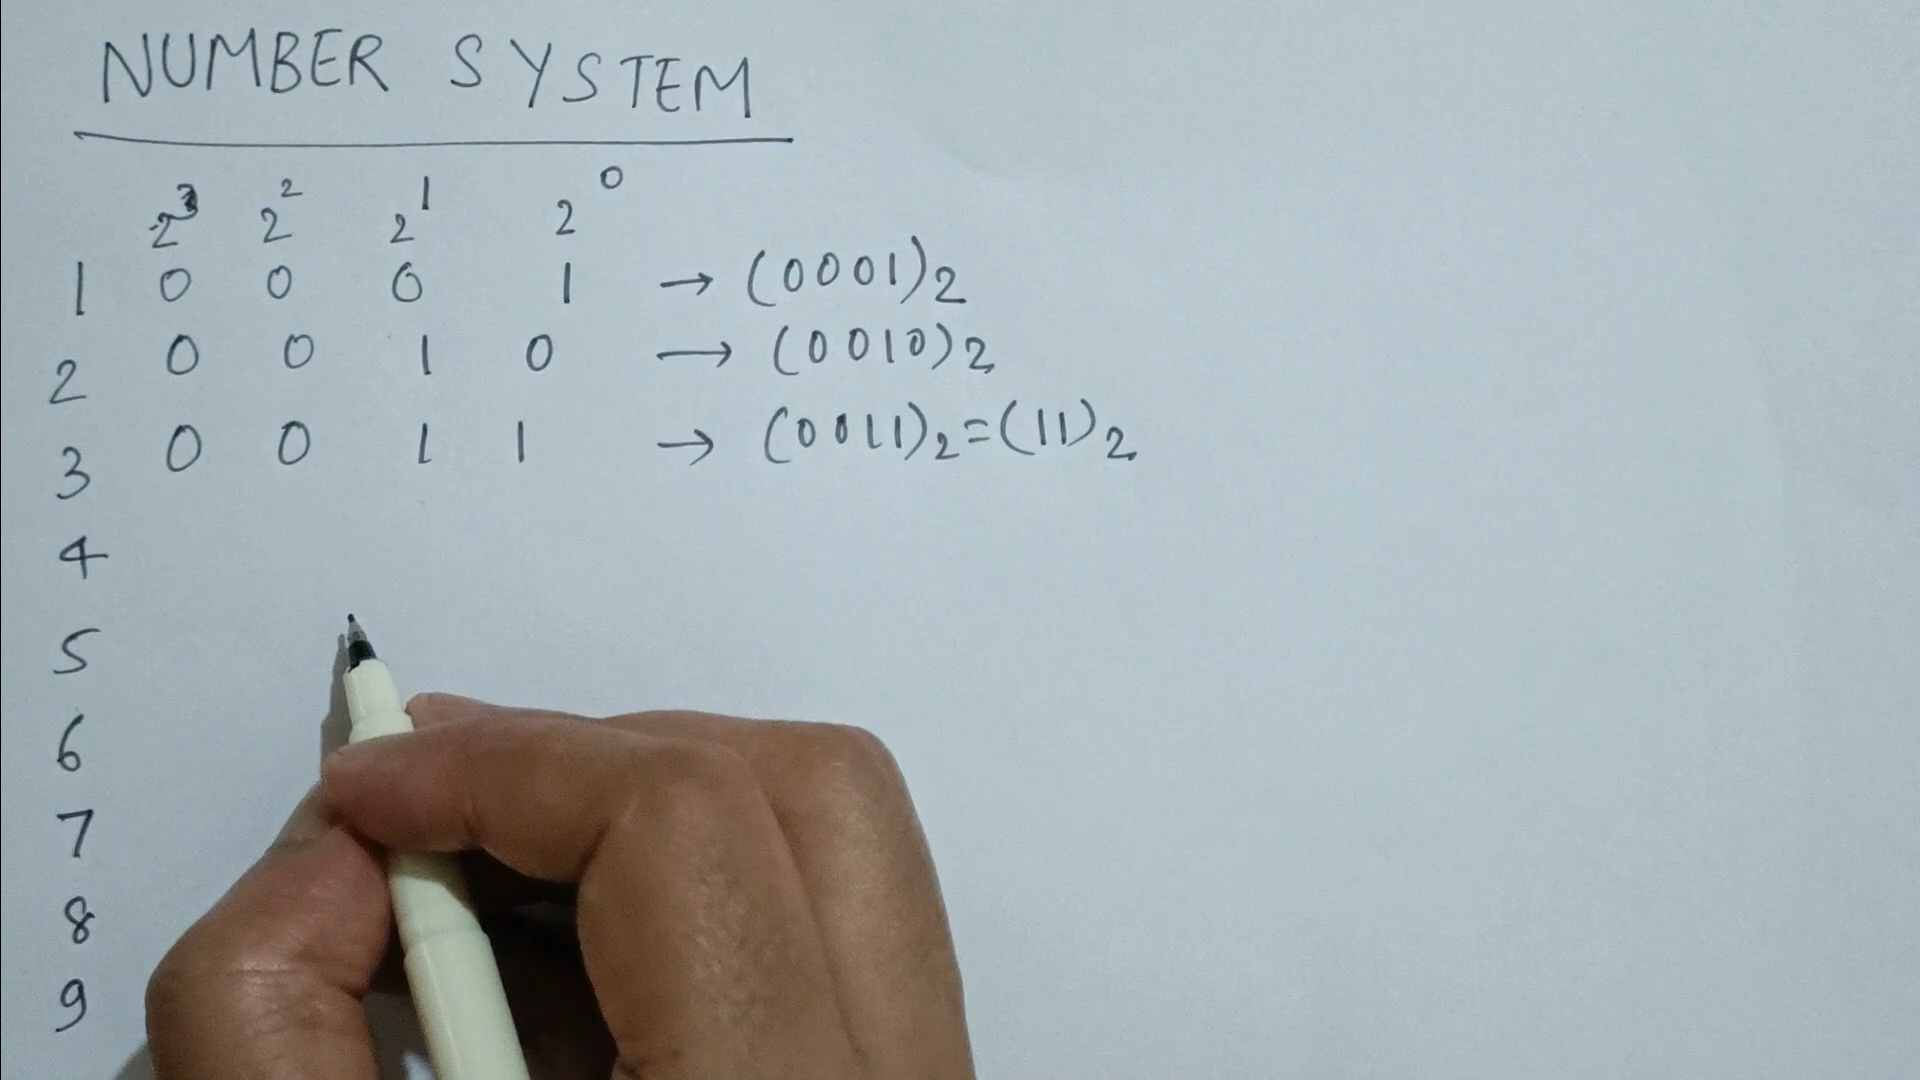 NUMBER SYSTEM
2³ 2² 2¹ 2⁰
1 0 0 0 1 → (0001)₂
2 0 0 1 0 → (0010)₂
3 0 0 1 1 → (0011)₂=(11)₂
4
5
6
7
8
9